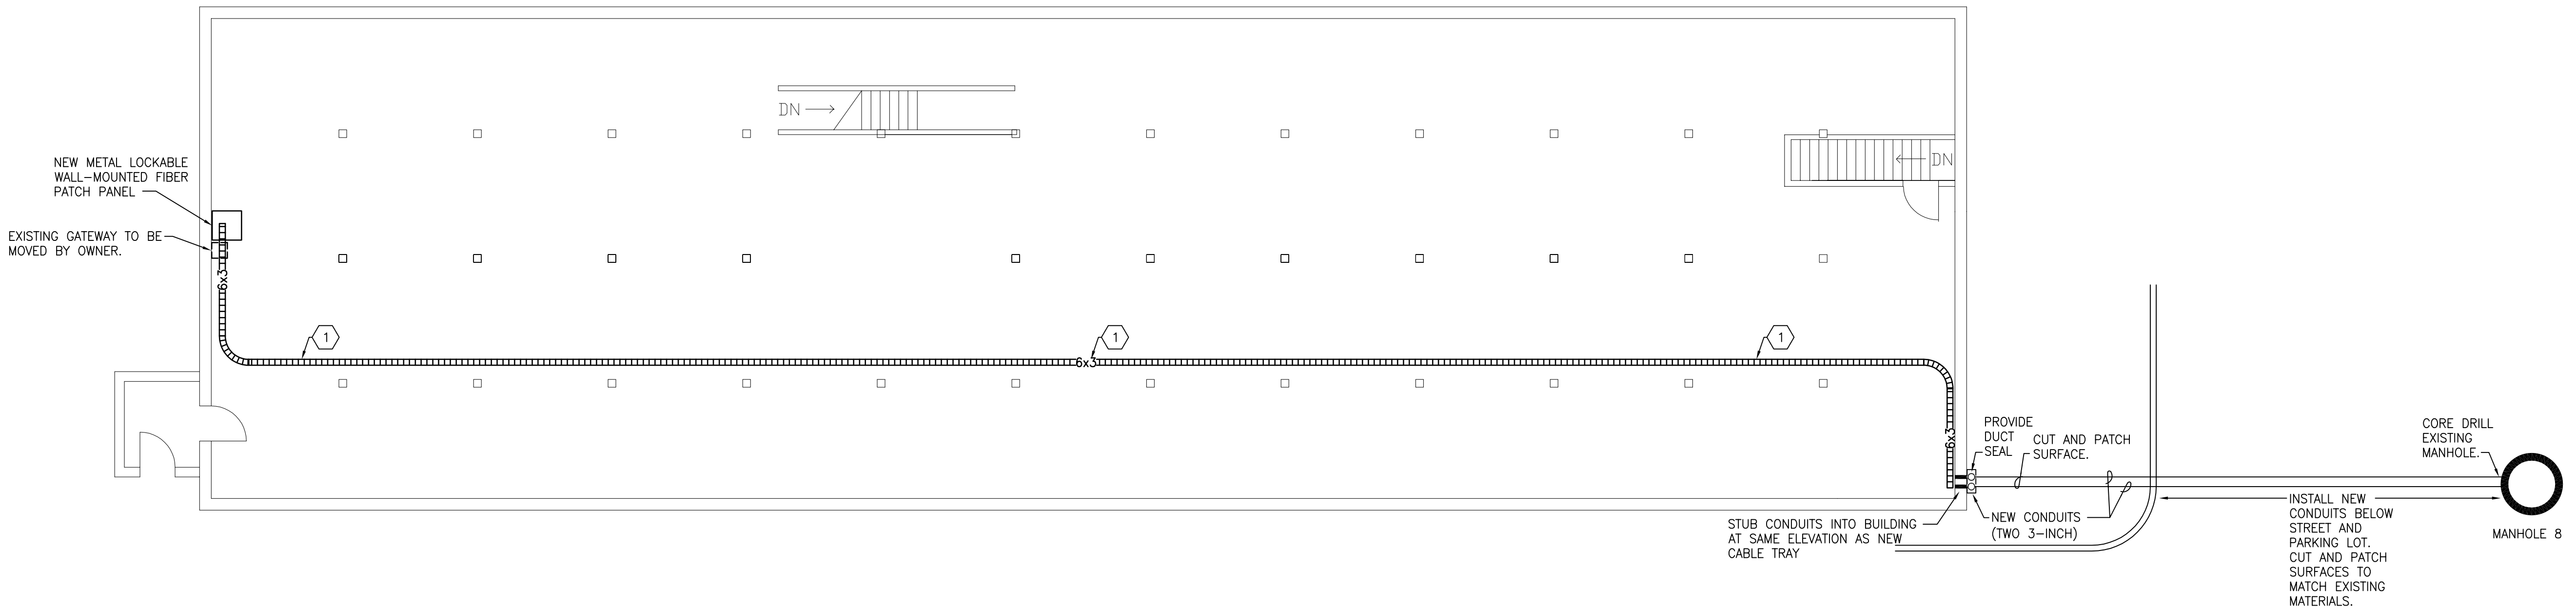 DN
DN
NEW METAL LOCKABLE
WALL-MOUNTED FIBER
PATCH PANEL
EXISTING GATEWAY TO BE
MOVED BY OWNER.
6x3
1
1
1
6x3
6x3
PROVIDE
DUCT
SEAL
CUT AND PATCH
SURFACE.
CORE DRILL
EXISTING
MANHOLE.
STUB CONDUITS INTO BUILDING
AT SAME ELEVATION AS NEW
CABLE TRAY
NEW CONDUITS
(TWO 3-INCH)
INSTALL NEW
CONDUITS BELOW
STREET AND
PARKING LOT.
CUT AND PATCH
SURFACES TO
MATCH EXISTING
MATERIALS.
MANHOLE 8